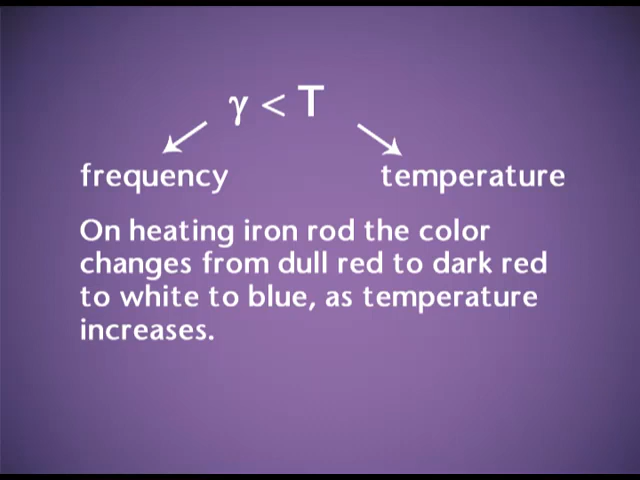 γ < T
frequency temperature
On heating iron rod the color
changes from dull red to dark red
to white to blue, as temperature
increases.